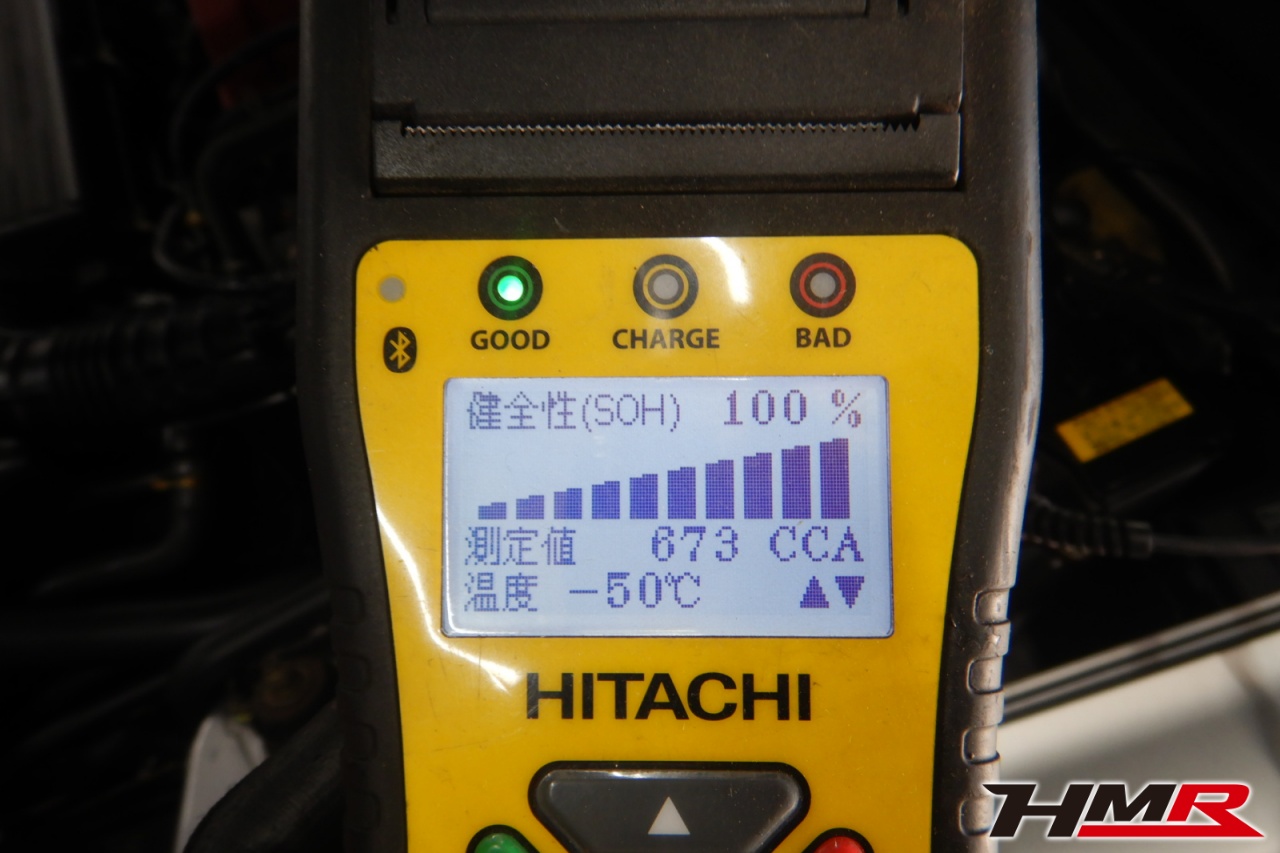 GOOD CHARGE BAD
健全性(SOH) 100 %
測定値 673 CCA
温度 -50℃ ▲▼
HITACHI
HMR